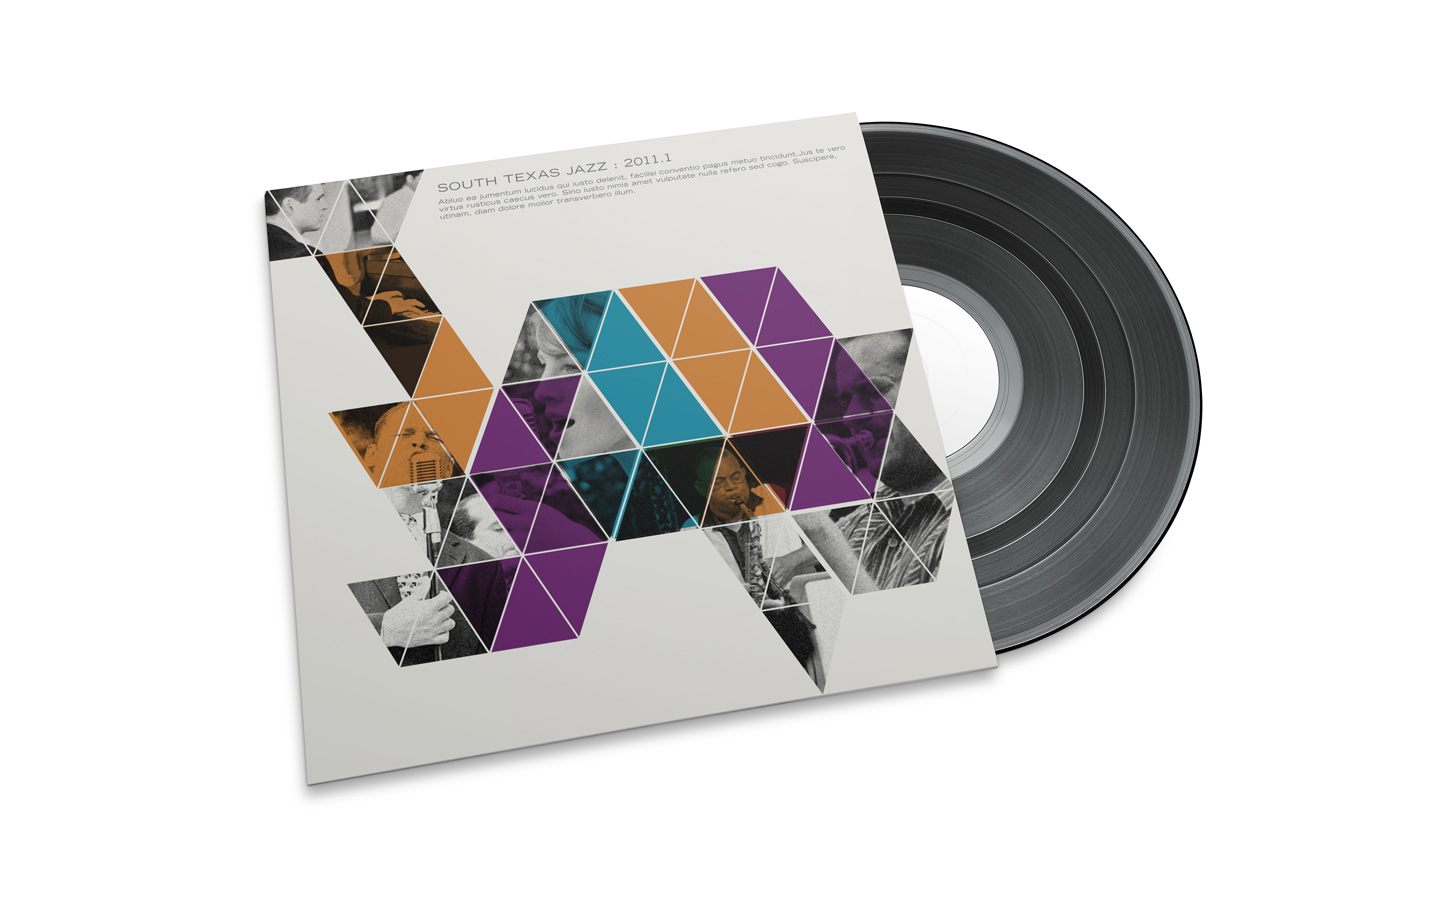 SOUTH TEXAS JAZZ : 2011.1
Abluo ea jumentum lucidus qui iusto delenit, facilisi conventio pagus metuo tincidunt.Jus te vero
virtus rusticus caecus vero. Sino iusto nimis amet vulputate nulla refero sed cogo. Suscipere,
utinam, diam dolore molior transverbero illum.